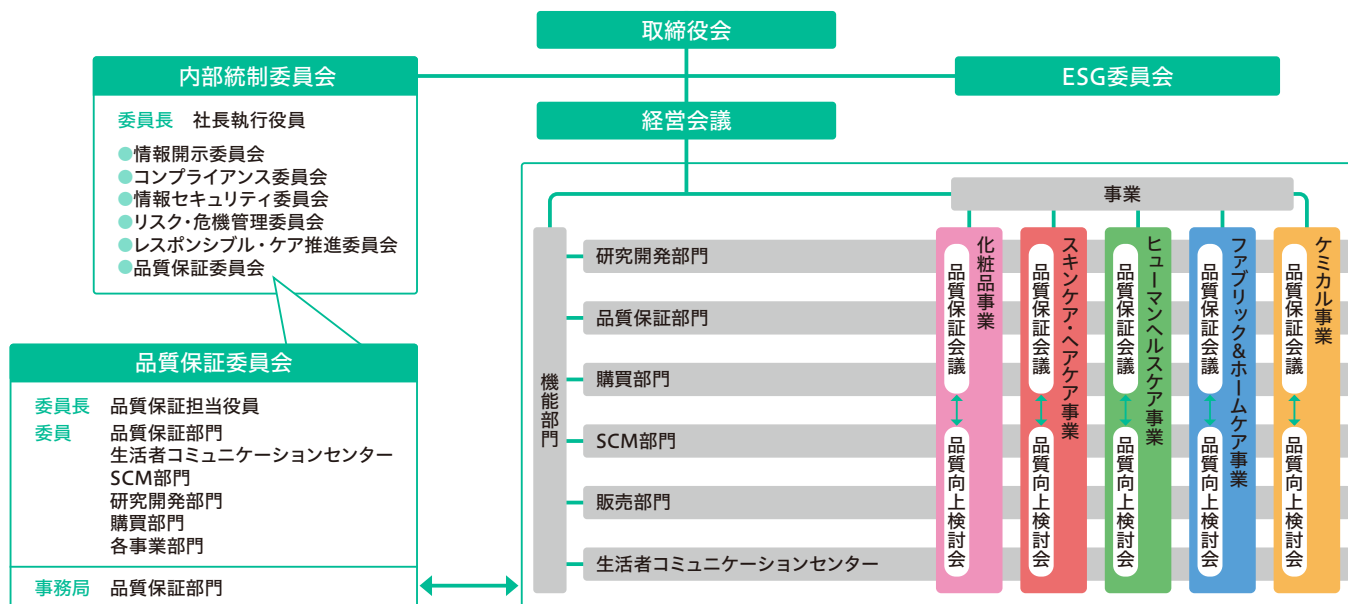 取締役会
内部統制委員会
ESG委員会
委員長 社長執行役員
●情報開示委員会
●コンプライアンス委員会
●情報セキュリティ委員会
●リスク・危機管理委員会
●レスポンシブル・ケア推進委員会
●品質保証委員会
経営会議
品質保証委員会
委員長 品質保証担当役員
委員 品質保証部門
生活者コミュニケーションセンター
SCM部門
研究開発部門
購買部門
各事業部門
事務局 品質保証部門
事業
機能部門
研究開発部門
品質保証部門
購買部門
SCM部門
販売部門
生活者コミュニケーションセンター
化粧品事業
品質保証会議
品質向上検討会
スキンケア・ヘアケア事業
品質保証会議
品質向上検討会
ヒューマンヘルスケア事業
品質保証会議
品質向上検討会
ファブリック&ホームケア事業
品質保証会議
品質向上検討会
ケミカル事業
品質保証会議
品質向上検討会